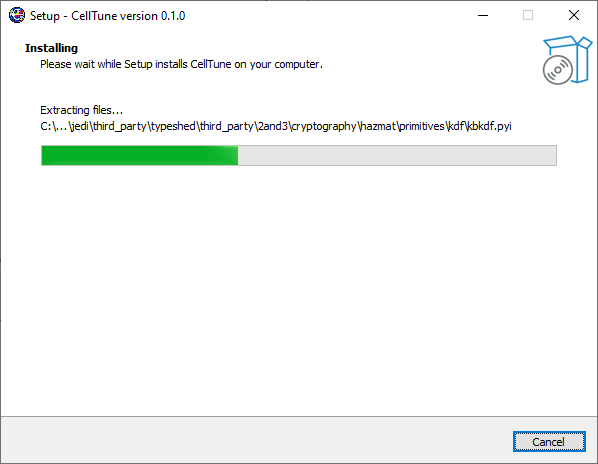 Setup - CellTune version 0.1.0
Installing
Please wait while Setup installs CellTune on your computer.
Extracting files...
C:\...\jedi\third_party\typeshed\third_party\2and3\cryptography\hazmat\primitives\kdf\kbkdf.pyi
Cancel